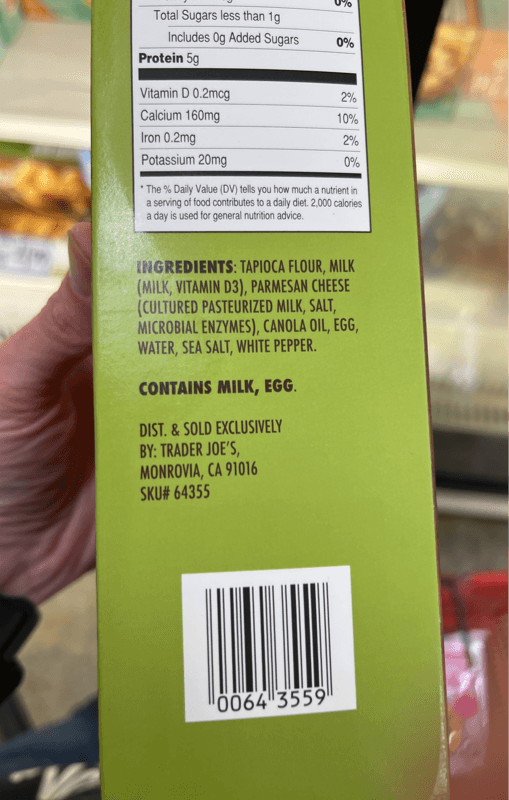 0%
Total Sugars less than 1g
Includes 0g Added Sugars 0%
Protein 5g
Vitamin D 0.2mcg 2%
Calcium 160mg 10%
Iron 0.2mg 2%
Potassium 20mg 0%
* The % Daily Value (DV) tells you how much a nutrient in
a serving of food contributes to a daily diet. 2,000 calories
a day is used for general nutrition advice.
INGREDIENTS: TAPIOCA FLOUR, MILK
(MILK, VITAMIN D3), PARMESAN CHEESE
(CULTURED PASTEURIZED MILK, SALT,
MICROBIAL ENZYMES), CANOLA OIL, EGG,
WATER, SEA SALT, WHITE PEPPER.
CONTAINS MILK, EGG.
DIST. & SOLD EXCLUSIVELY
BY: TRADER JOE'S,
MONROVIA, CA 91016
SKU# 64355
0064 3559